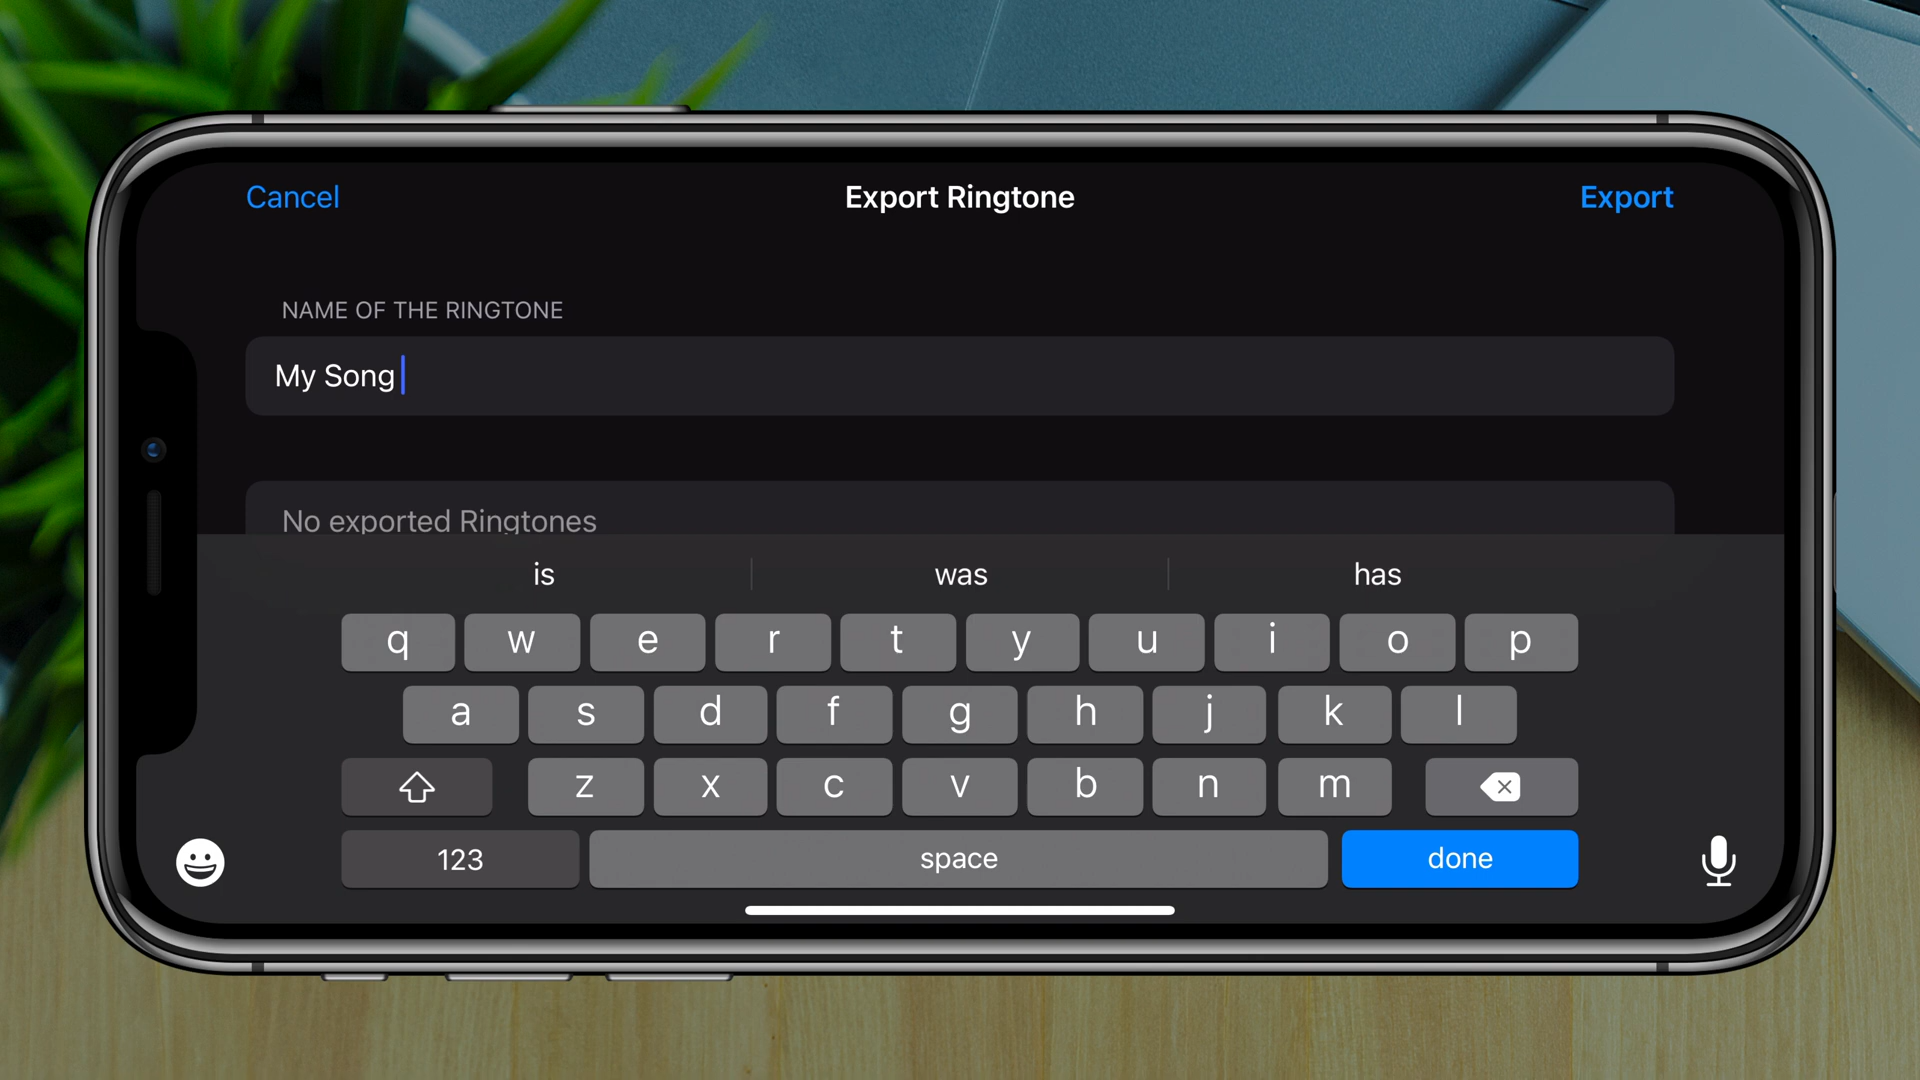 Cancel Export Ringtone Export
NAME OF THE RINGTONE
My Song
No exported Ringtones
is was has
q w e r t y u i o p
a s d f g h j k l
z x c v b n m
123 space done